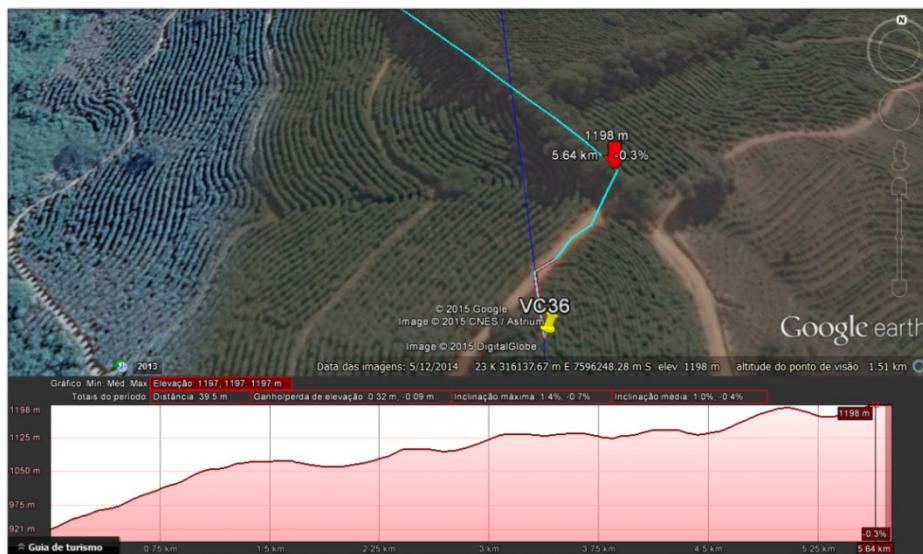 N
1198 m
5.64 km -0.3%
VC36
© 2015 Google
Image © 2015 CNES / Astrium
Image © 2015 DigitalGlobe
Google earth
2013
Data das imagens: 5/12/2014 23 K 316137.67 m E 7596248.28 m S elev 1198 m altitude do ponto de visão 1.51 km
Gráfico Mín, Méd, Máx Elevação: 1197, 1197, 1197 m
Totais do período Distância: 39.5 m Ganho/perda de elevação: 0.32 m, -0.09 m Inclinação máxima: 1.4%, -0.7% Inclinação média: 1.0%, -0.4%
1198 m
1198 m
1125 m
1050 m
975 m
921 m
-0.3%
Guia de turismo
0.75 km
1.5 km
2.25 km
3 km
3.75 km
4.5 km
5.25 km
5.64 km